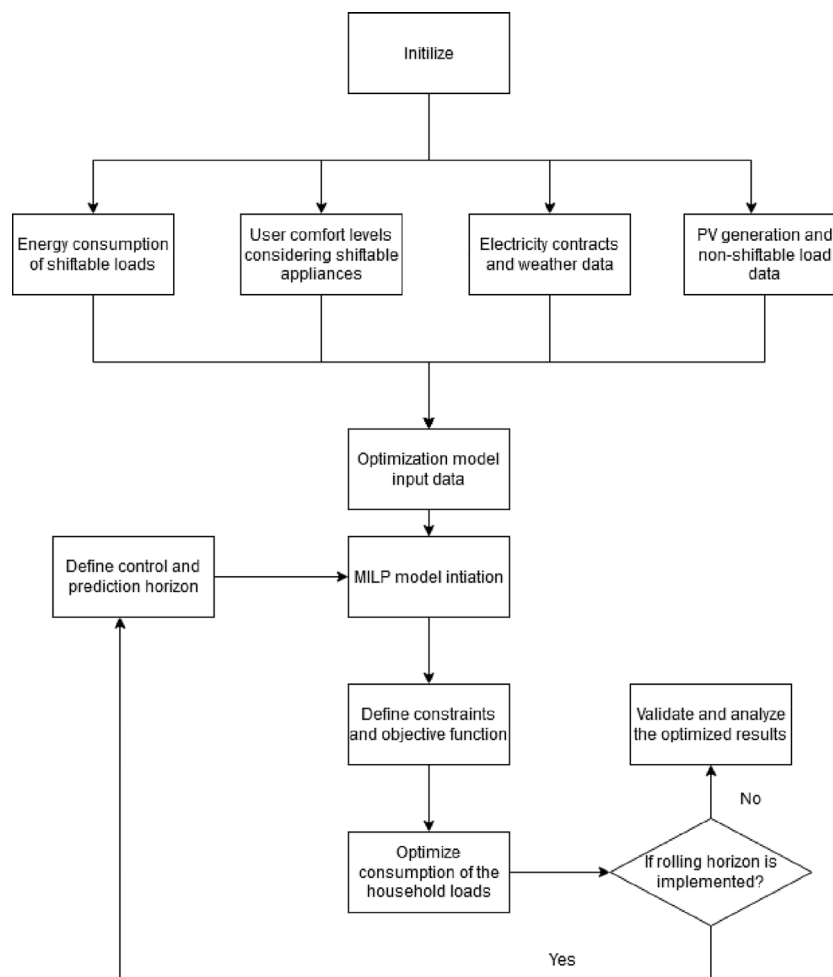 Initilize
Energy consumption
of shiftable loads
User comfort levels
considering shiftable
appliances
Electricity contracts
and weather data
PV generation and
non-shiftable load
data
Optimization model
input data
Define control and
prediction horizon
MILP model intiation
Define constraints
and objective function
Validate and analyze
the optimized results
No
Optimize
consumption of the
household loads
If rolling horizon is
implemented?
Yes